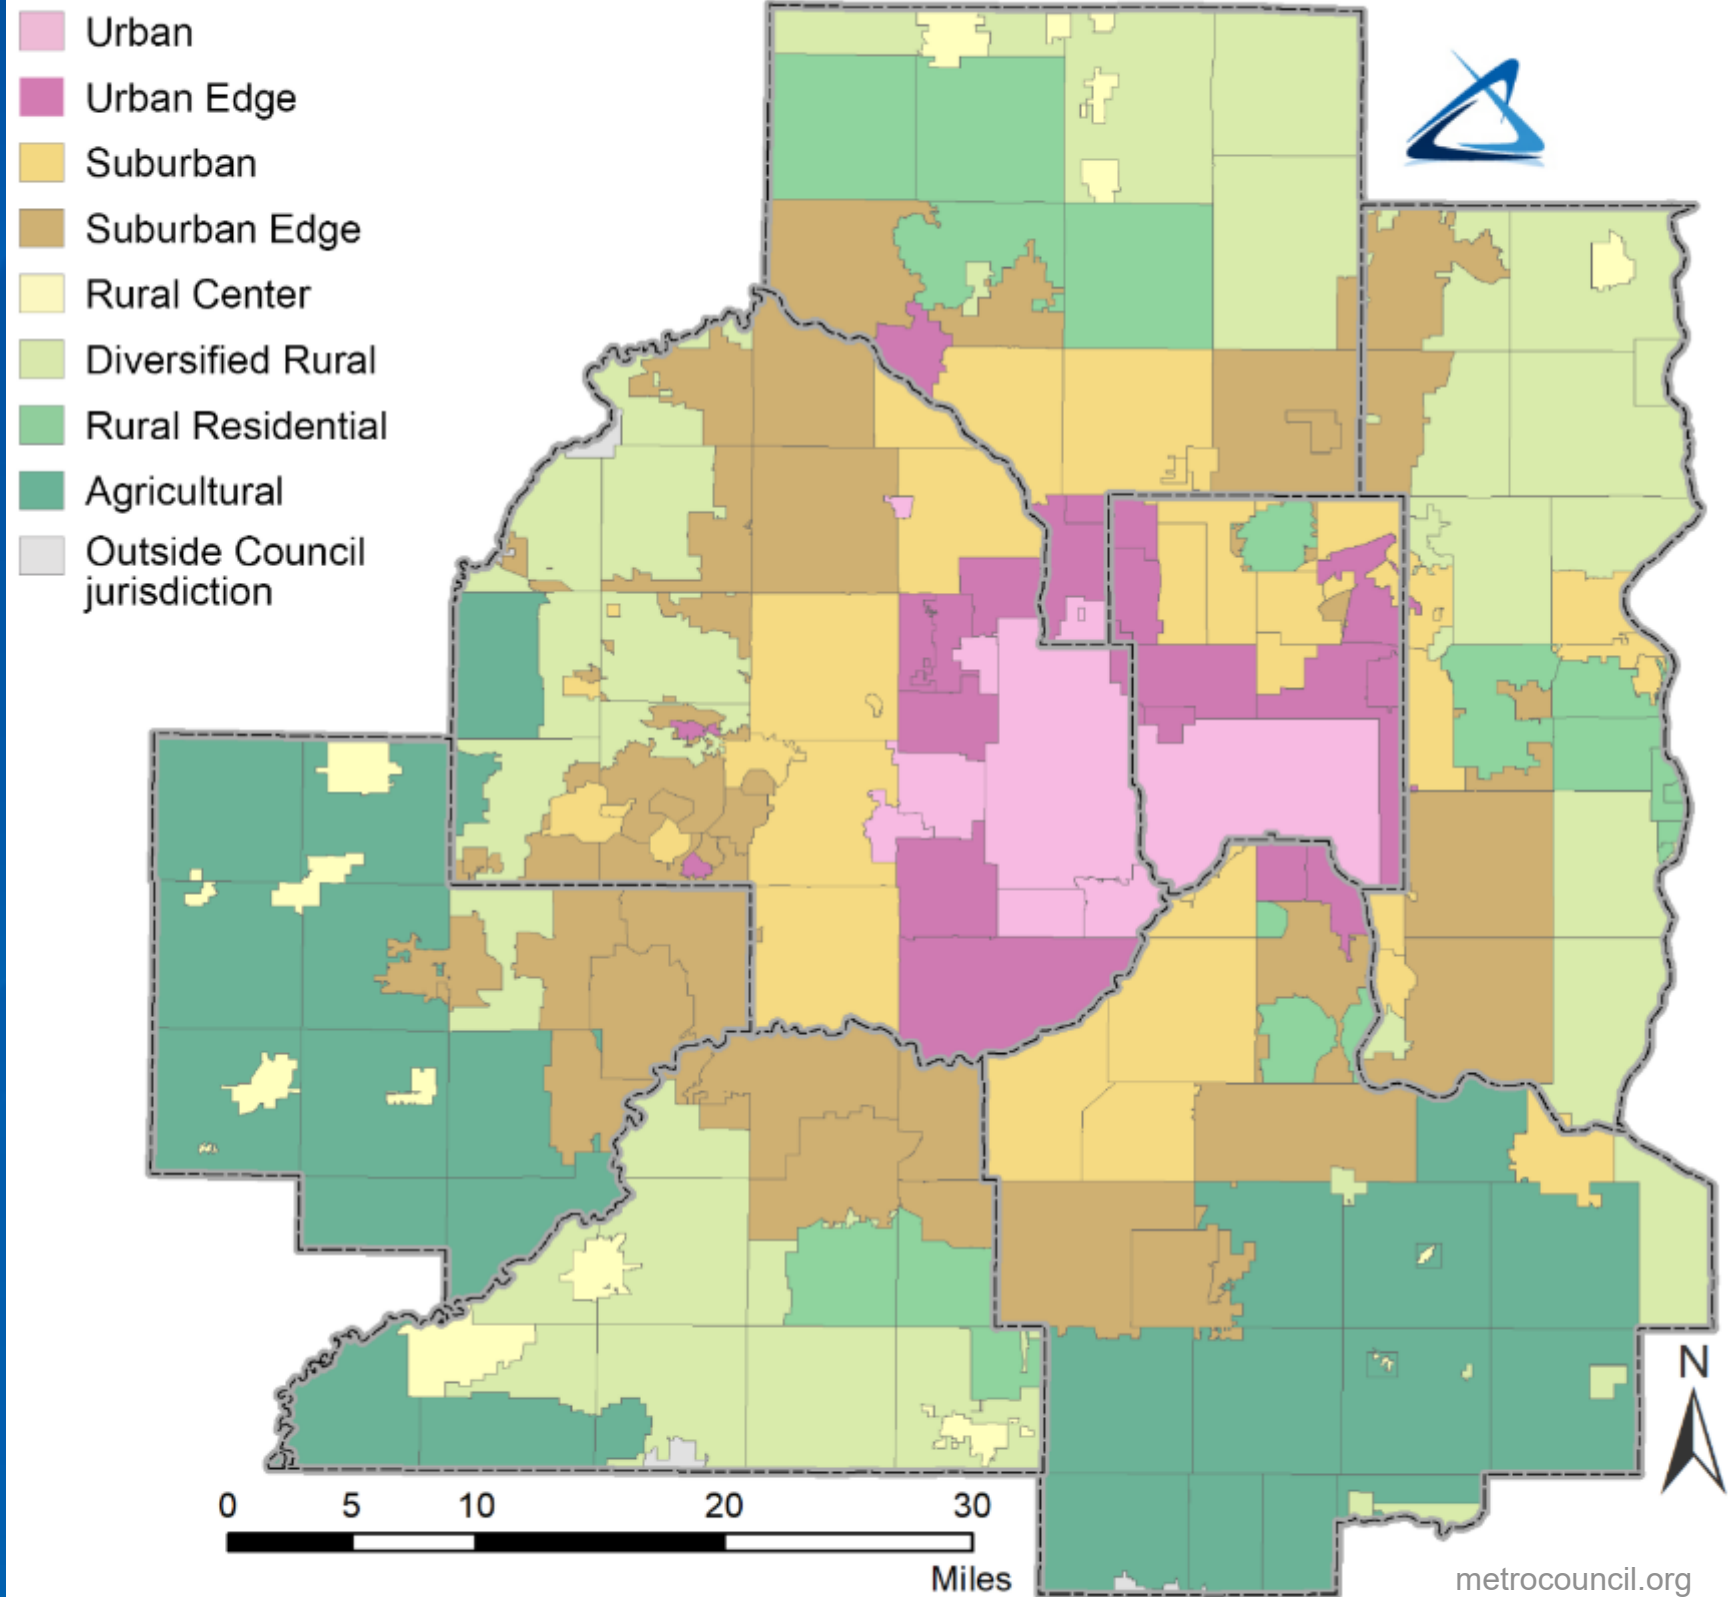 Urban
Urban Edge
Suburban
Suburban Edge
Rural Center
Diversified Rural
Rural Residential
Agricultural
Outside Council
jurisdiction
N
0 5 10 20 30
Miles
metrocouncil.org